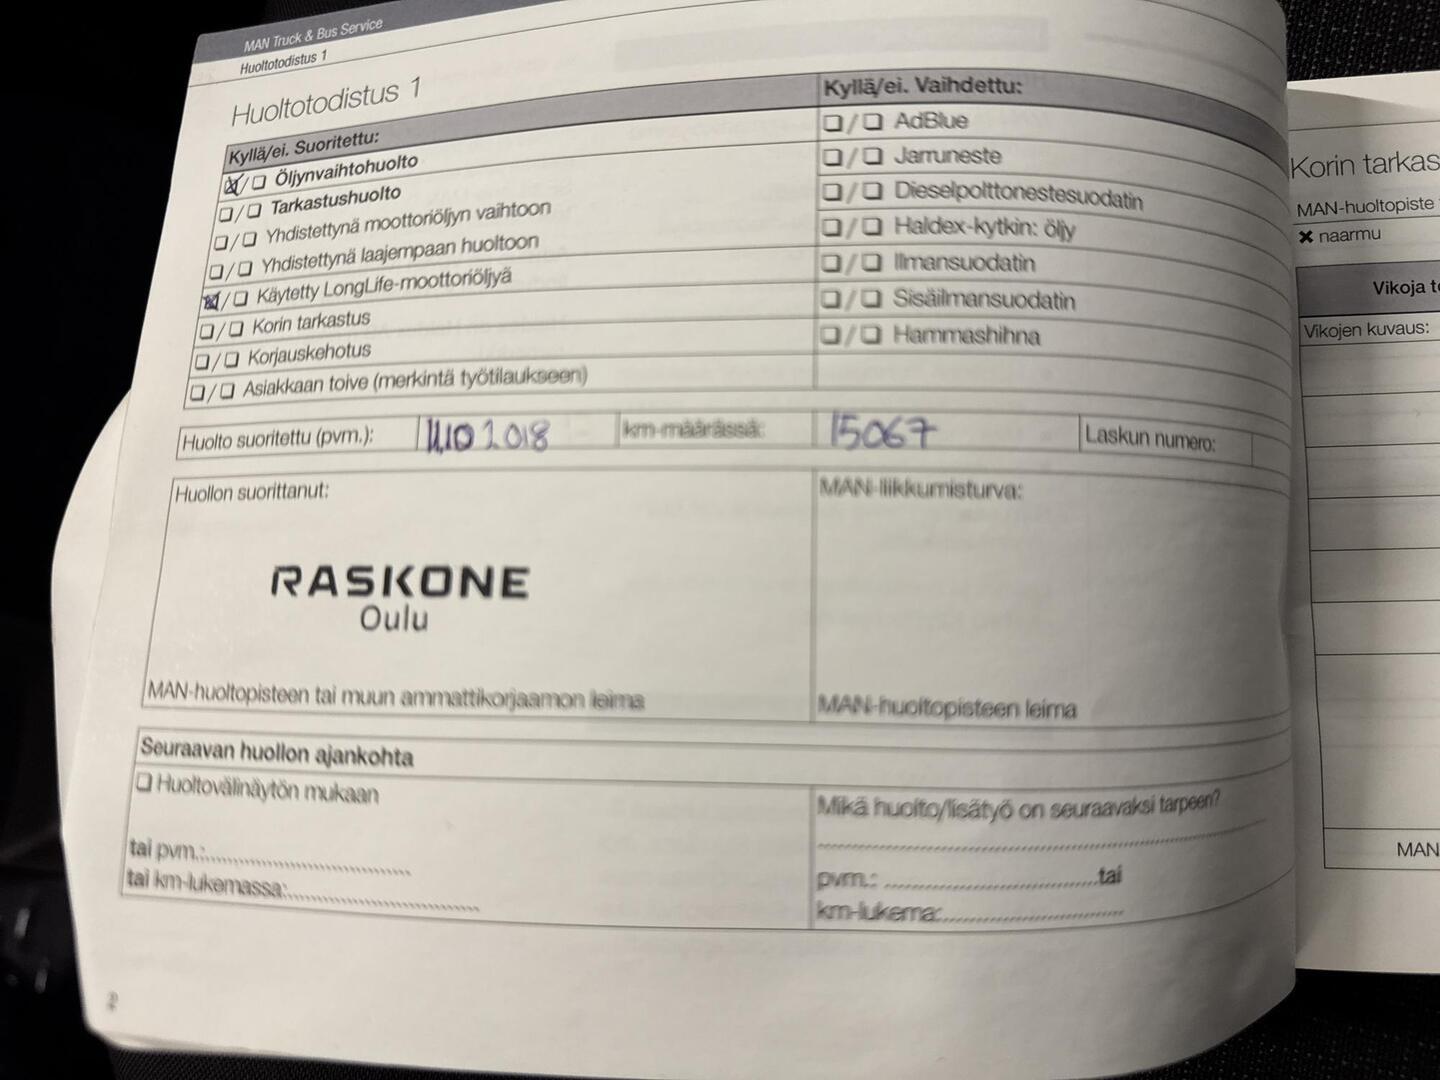 MAN Truck & Bus Service
Huoltotodistus 1
Huoltotodistus 1
Kyllä/ei. Suoritettu:
❏/❏ Öljynvaihtohuolto
❏/❏ Tarkastushuolto
❏/❏ Yhdistettynä moottoriöljyn vaihtoon
❏/❏ Yhdistettynä laajempaan huoltoon
❏/❏ Käytetty LongLife-moottoriöljyä
❏/❏ Korin tarkastus
❏/❏ Korjauskehotus
❏/❏ Asiakkaan toive (merkintä työtilaukseen)
Kyllä/ei. Vaihdettu:
❏/❏ AdBlue
❏/❏ Jarruneste
❏/❏ Dieselpolttonestesuodatin
❏/❏ Haldex-kytkin: öljy
❏/❏ Ilmansuodatin
❏/❏ Sisäilmansuodatin
❏/❏ Hammashihna
Huolto suoritettu (pvm.): 2018 km-määrässä: 15067 Laskun numero:
Huollon suorittanut:
RASKONE
Oulu
MAN-huoltopisteen tai muun ammattikorjaamon leima
MAN-liikkumisturva:
MAN-huoltopisteen leima
Seuraavan huollon ajankohta
❏ Huoltovälinäytön mukaan
tai pvm.:
tai km-lukemassa:
Mikä huolto/lisätyö on seuraavaksi tarpeen?
pvm.: tai
km-lukema:
2
Korin tarkas
MAN-huoltopiste
✖ naarmu
Vikoja
Vikojen kuvaus:
MAN